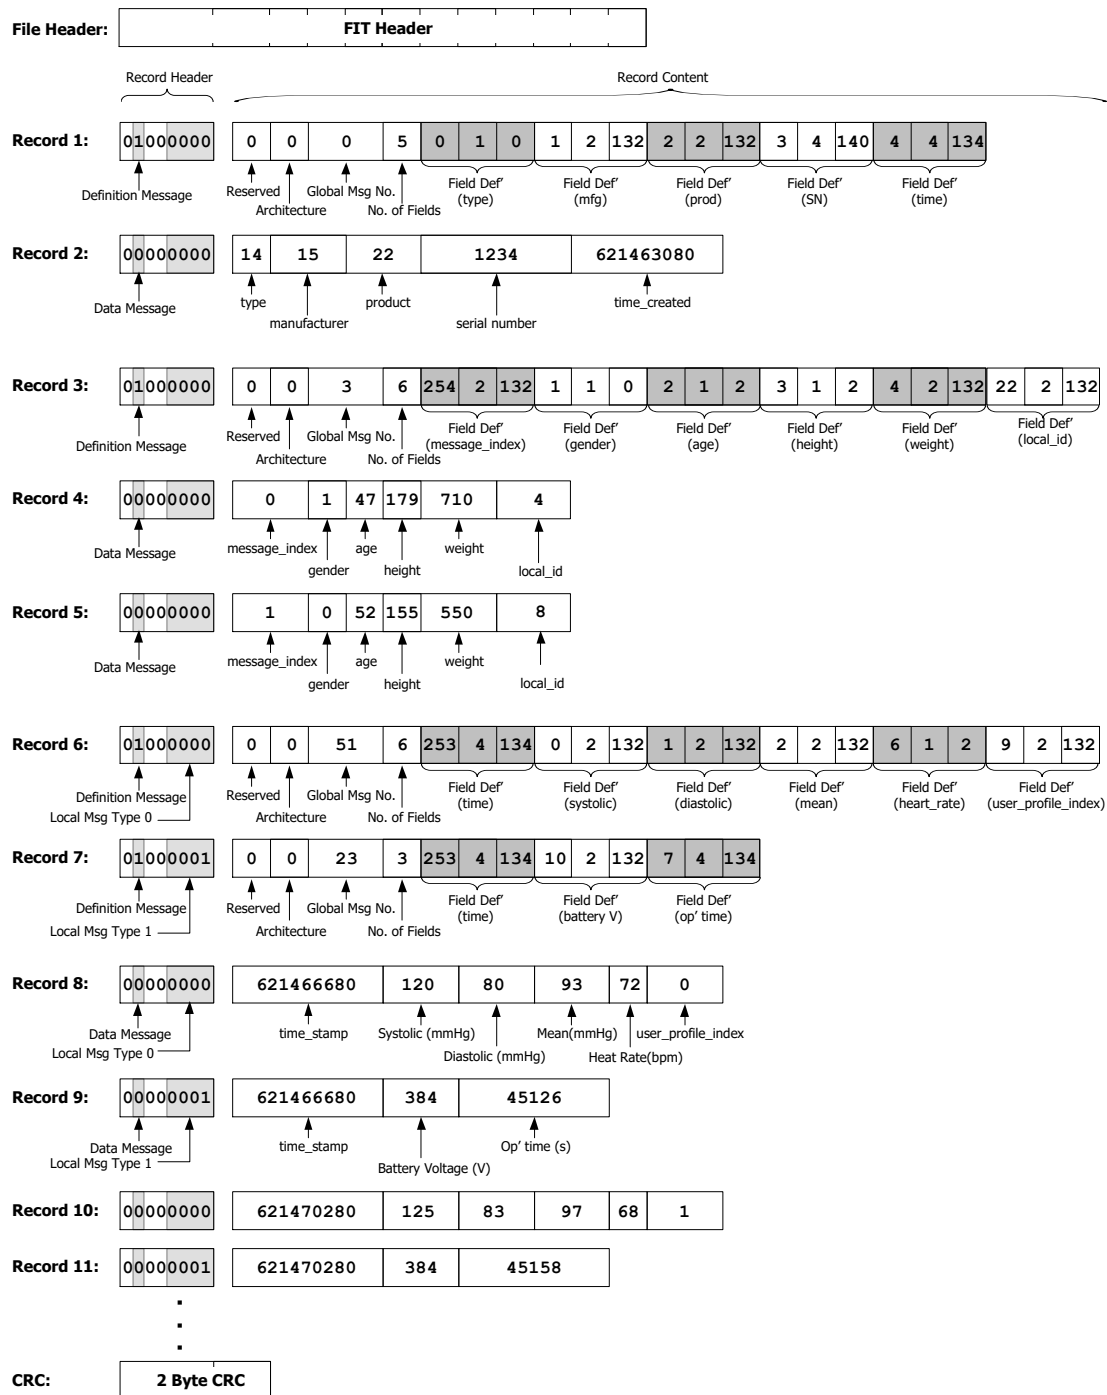 File Header: FIT Header
Record Header Record Content
Record 1: 01000000 0 0 0 5 0 1 0 1 2 132 2 2 132 3 4 140 4 4 134
Definition Message Reserved Architecture Global Msg No. No. of Fields Field Def' (type) Field Def' (mfg) Field Def' (prod) Field Def' (SN) Field Def' (time)
Record 2: 00000000 14 15 22 1234 621463080
Data Message type manufacturer product serial number time_created
Record 3: 01000000 0 0 3 6 254 2 132 1 1 0 2 1 2 3 1 2 4 2 132 22 2 132
Definition Message Reserved Architecture Global Msg No. No. of Fields Field Def' (message_index) Field Def' (gender) Field Def' (age) Field Def' (height) Field Def' (weight) Field Def' (local_id)
Record 4: 00000000 0 1 47 179 710 4
Data Message message_index gender age height weight local_id
Record 5: 00000000 1 0 52 155 550 8
Data Message message_index gender age height weight local_id
Record 6: 01000000 0 0 51 6 253 4 134 0 2 132 1 2 132 2 2 132 6 1 2 9 2 132
Definition Message Local Msg Type 0 Reserved Architecture Global Msg No. No. of Fields Field Def' (time) Field Def' (systolic) Field Def' (diastolic) Field Def' (mean) Field Def' (heart_rate) Field Def' (user_profile_index)
Record 7: 01000001 0 0 23 3 253 4 134 10 2 132 7 4 134
Definition Message Local Msg Type 1 Reserved Architecture Global Msg No. No. of Fields Field Def' (time) Field Def' (battery V) Field Def' (op' time)
Record 8: 00000000 621466680 120 80 93 72 0
Data Message Local Msg Type 0 time_stamp Systolic (mmHg) Diastolic (mmHg) Mean(mmHg) Heat Rate(bpm) user_profile_index
Record 9: 00000001 621466680 384 45126
Data Message Local Msg Type 1 time_stamp Battery Voltage (V) Op' time (s)
Record 10: 00000000 621470280 125 83 97 68 1
Record 11: 00000001 621470280 384 45158
CRC: 2 Byte CRC